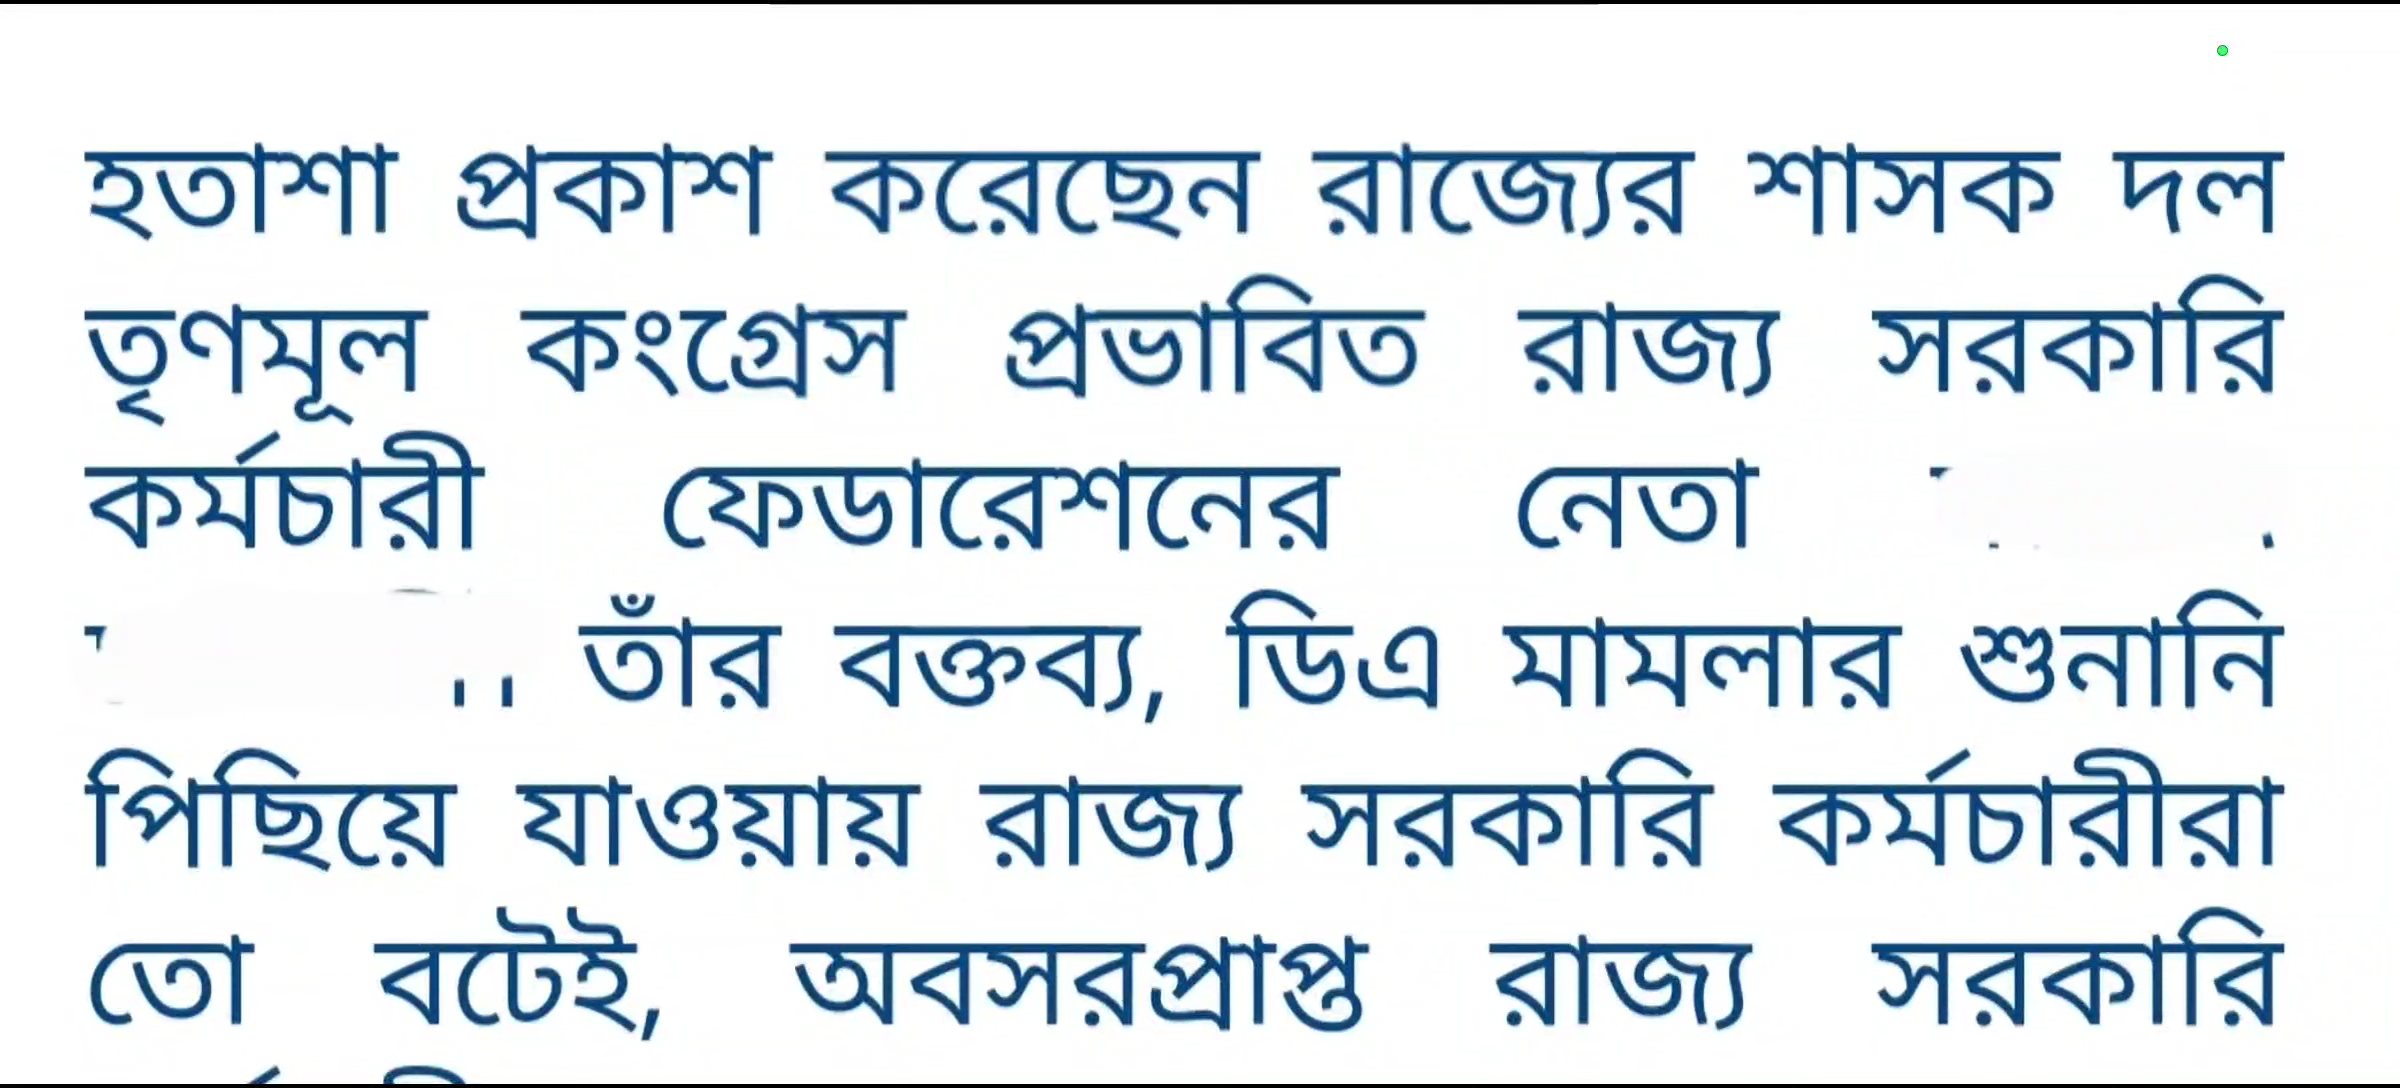 হতাশা প্রকাশ করেছেন রাজ্যের শাসক দল
তৃণমূল কংগ্রেস প্রভাবিত রাজ্য সরকারি
কর্মচারী ফেডারেশনের নেতা
তাঁর বক্তব্য, ডিএ মামলার শুনানি
পিছিয়ে যাওয়ায় রাজ্য সরকারি কর্মচারীরা
তো বটেই, অবসরপ্রাপ্ত রাজ্য সরকারি